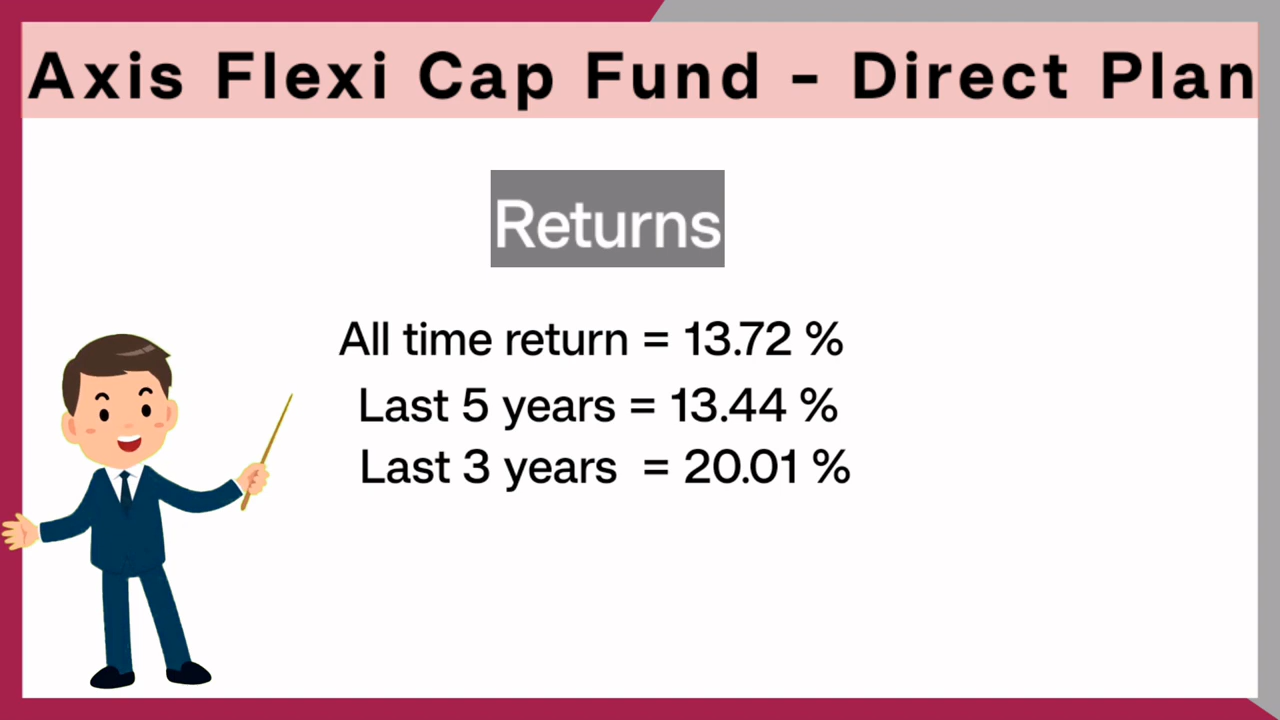 Axis Flexi Cap Fund - Direct Plan
Returns
All time return = 13.72 %
Last 5 years = 13.44 %
Last 3 years = 20.01 %